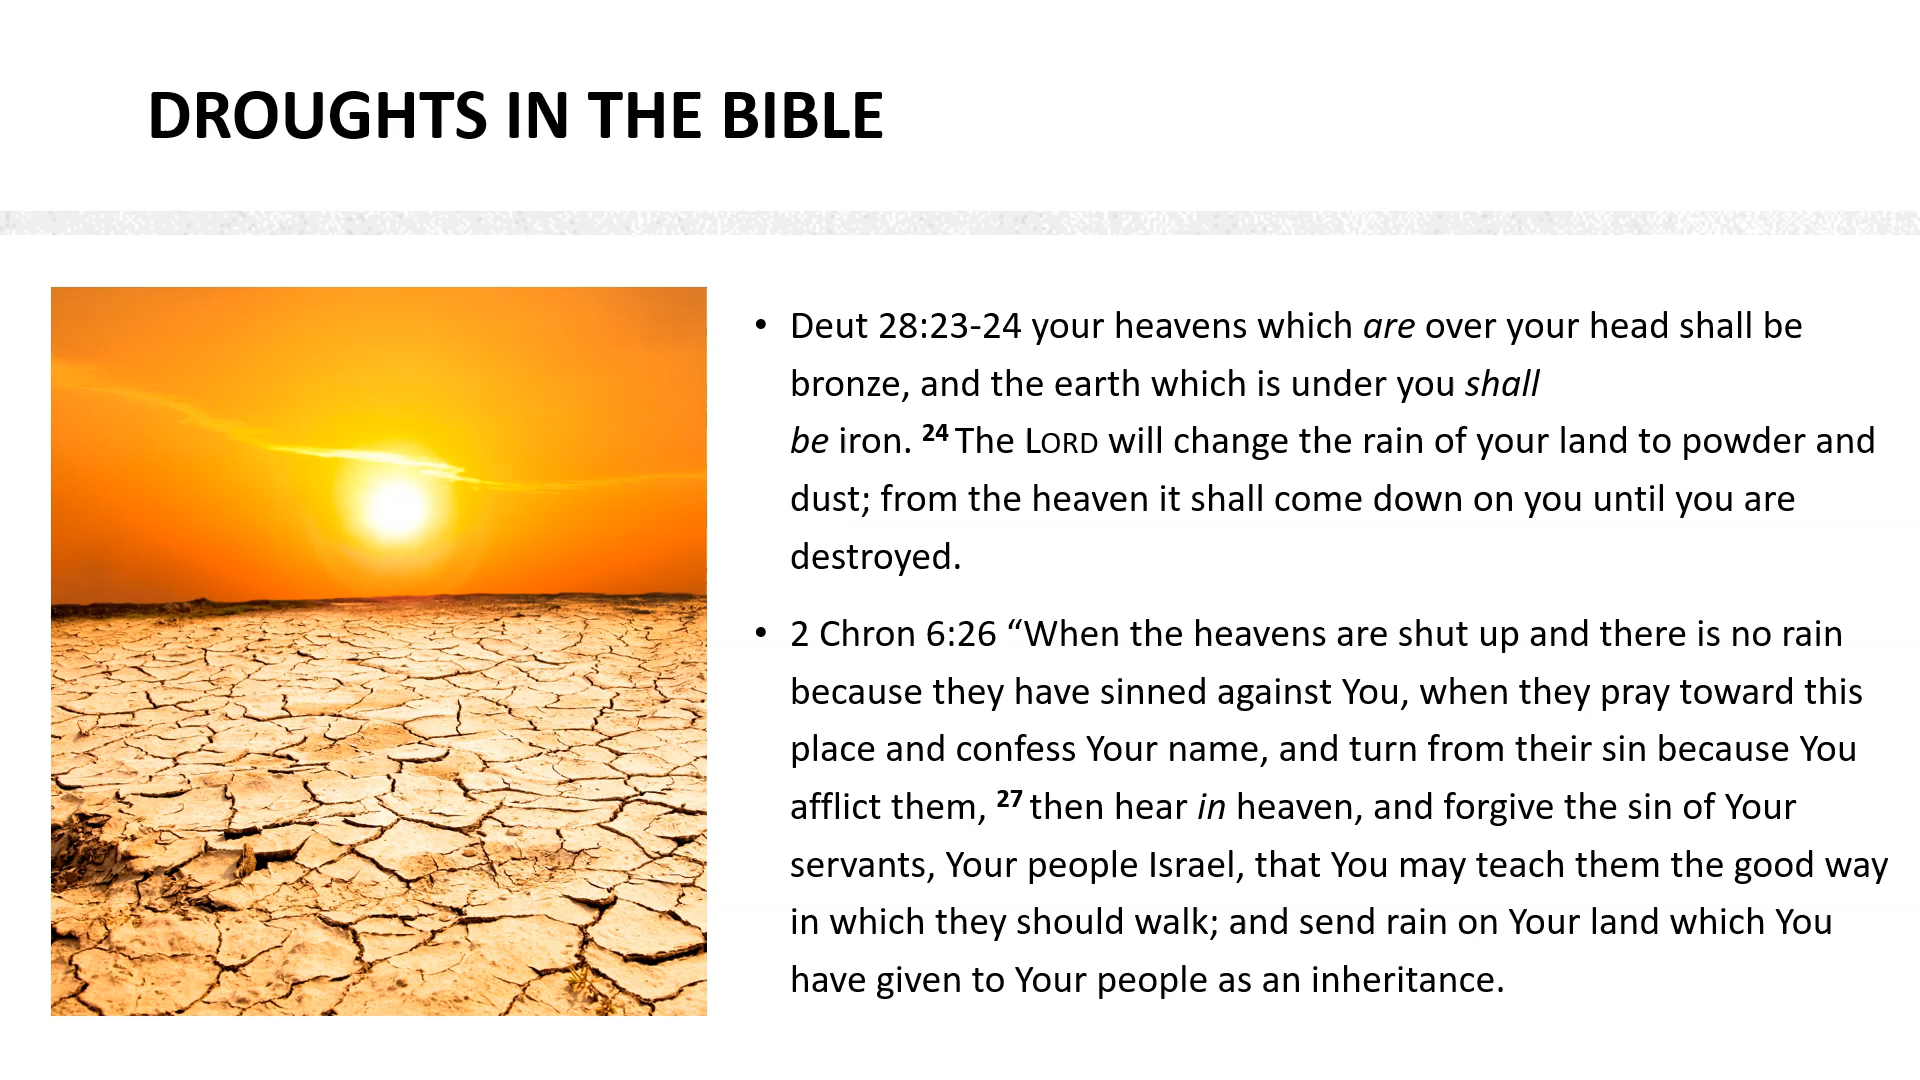 DROUGHTS IN THE BIBLE
• Deut 28:23-24 your heavens which are over your head shall be
bronze, and the earth which is under you shall
be iron. 24 The LORD will change the rain of your land to powder and
dust; from the heaven it shall come down on you until you are
destroyed.
• 2 Chron 6:26 “When the heavens are shut up and there is no rain
because they have sinned against You, when they pray toward this
place and confess Your name, and turn from their sin because You
afflict them, 27 then hear in heaven, and forgive the sin of Your
servants, Your people Israel, that You may teach them the good way
in which they should walk; and send rain on Your land which You
have given to Your people as an inheritance.